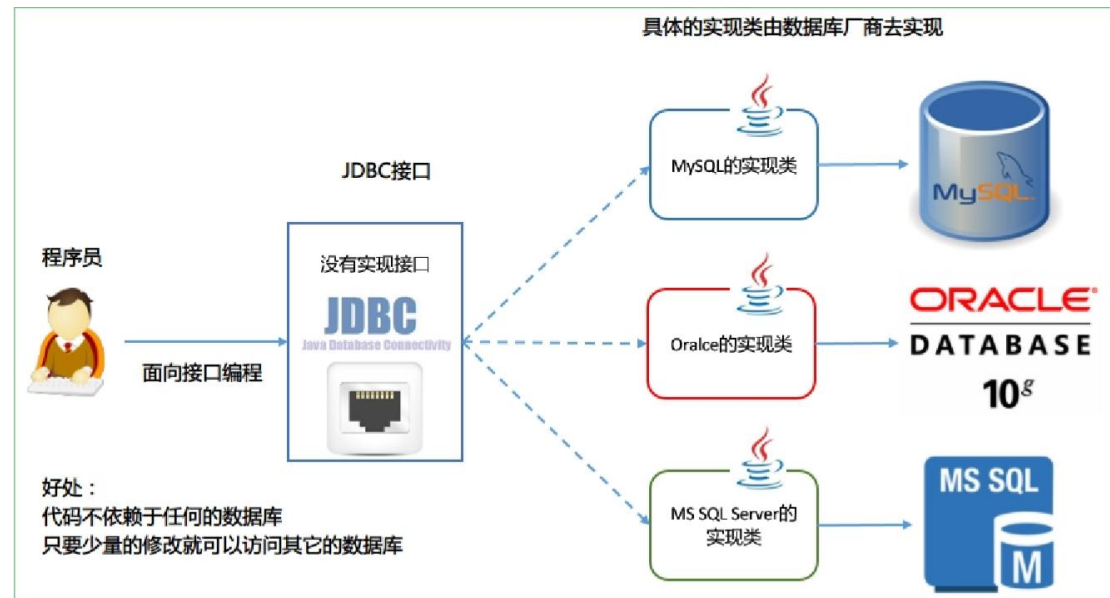 具体的实现类由数据库厂商去实现
MySQL的实现类
MySQL
JDBC接口
程序员
没有实现接口
JDBC
Java Database Connectivity
面向接口编程
Oralce的实现类
ORACLE®
DATABASE
10g
好处：
代码不依赖于任何的数据库
只要少量的修改就可以访问其它的数据库
MS SQL Server的
实现类
MS SQL
M